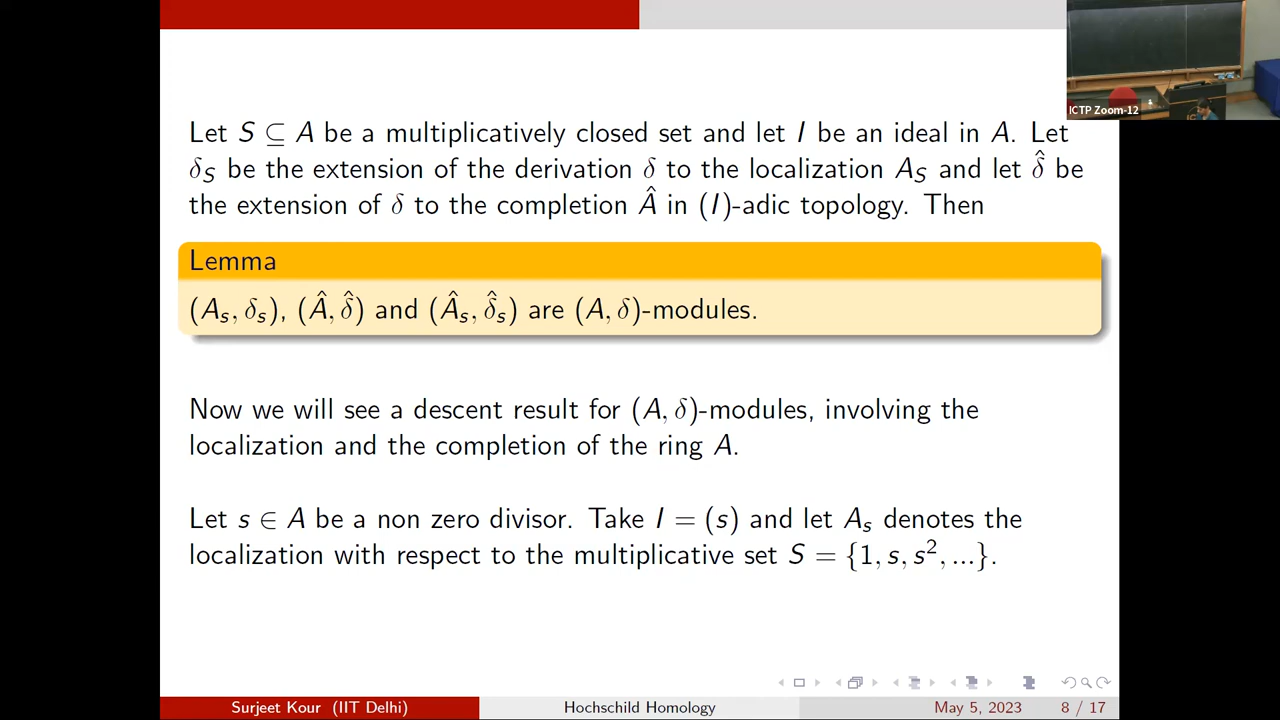 ICTP Zoom-12
Let S ⊆ A be a multiplicatively closed set and let I be an ideal in A. Let
δ_S be the extension of the derivation δ to the localization A_S and let δ̂ be
the extension of δ to the completion Â in (I)-adic topology. Then
Lemma
(A_s, δ_s), (Â, δ̂) and (Â_s, δ̂_s) are (A, δ)-modules.
Now we will see a descent result for (A, δ)-modules, involving the
localization and the completion of the ring A.
Let s ∈ A be a non zero divisor. Take I = (s) and let A_s denotes the
localization with respect to the multiplicative set S = {1, s, s², ...}.
Surjeet Kour (IIT Delhi) Hochschild Homology May 5, 2023 8 / 17